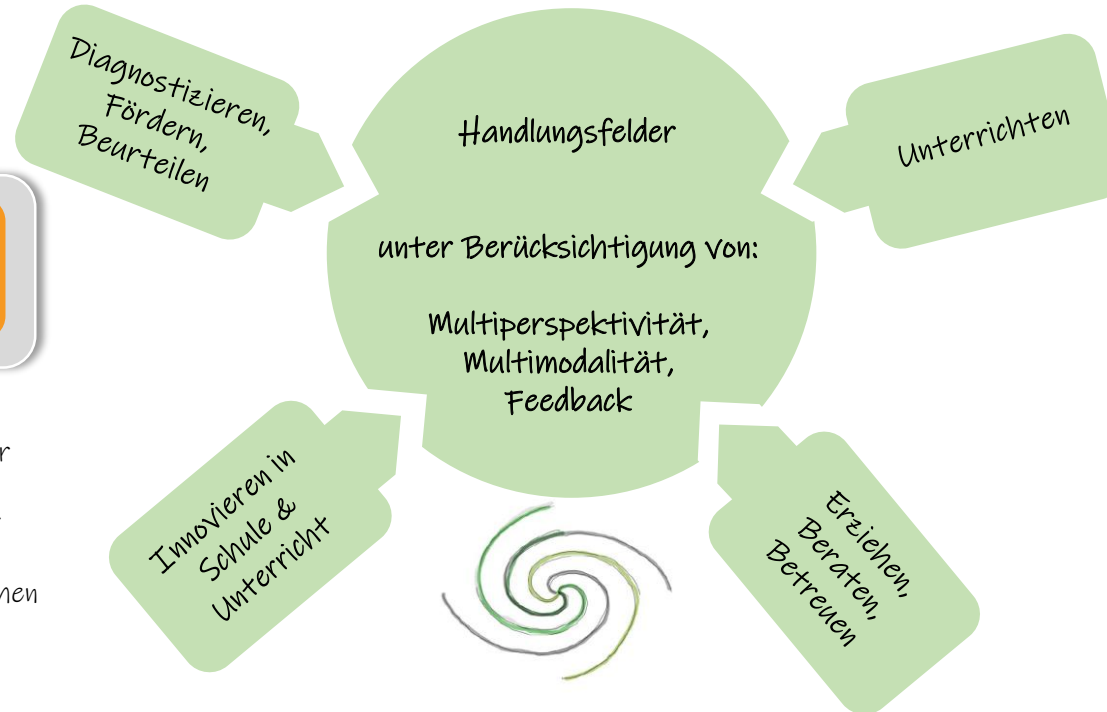 Diagnostizieren,
Fördern,
Beurteilen
Handlungsfelder
unter Berücksichtigung von:
Multiperspektivität,
Multimodalität,
Feedback
Unterrichten
Innovieren in
Schule &
Unterricht
Erziehen,
Beraten,
Betreuen